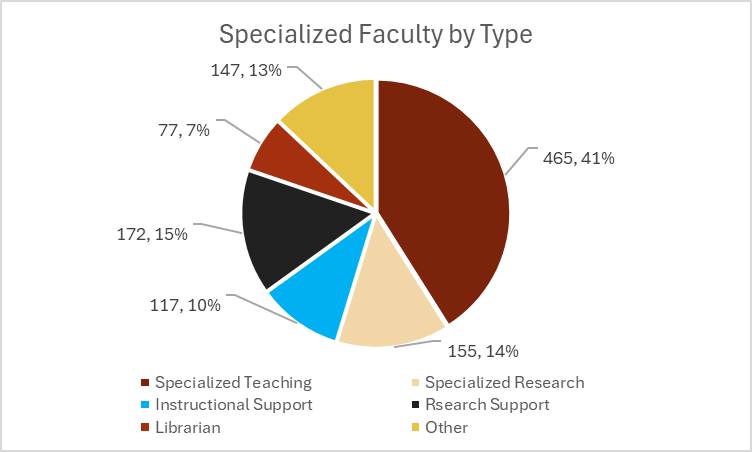 Specialized Faculty by Type
147, 13%
77, 7%
465, 41%
172, 15%
117, 10%
155, 14%
Specialized Teaching
Specialized Research
Instructional Support
Rsearch Support
Librarian
Other